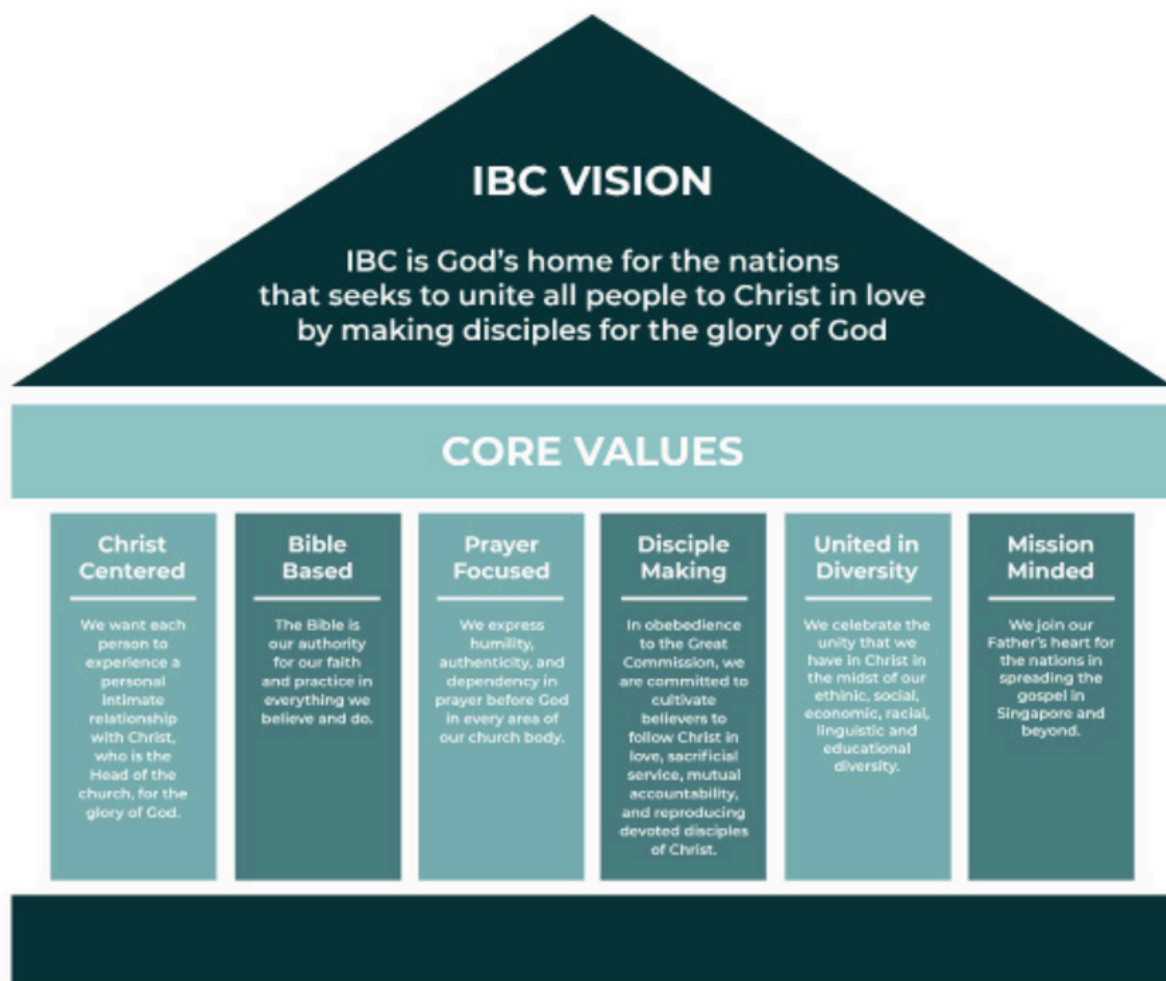 IBC VISION
IBC is God's home for the nations
that seeks to unite all people to Christ in love
by making disciples for the glory of God
CORE VALUES
Christ
Centered
We want each
person to
experience a
personal
intimate
relationship
with Christ,
who is the
Head of the
church, for the
glory of God.
Bible
Based
The Bible is
our authority
for our faith
and practice in
everything we
believe and do.
Prayer
Focused
We express
humility,
authenticity, and
dependency in
prayer before God
in every area of
our church body.
Disciple
Making
In obebedience
to the Great
Commission, we
are committed to
cultivate
believers to
follow Christ in
love, sacrificial
service, mutual
accountability,
and reproducing
devoted disciples
of Christ.
United in
Diversity
We celebrate the
unity that we
have in Christ in
the midst of our
ethinic, social,
economic, racial,
linguistic and
educational
diversity.
Mission
Minded
We join our
Father's heart for
the nations in
spreading the
gospel in
Singapore and
beyond.